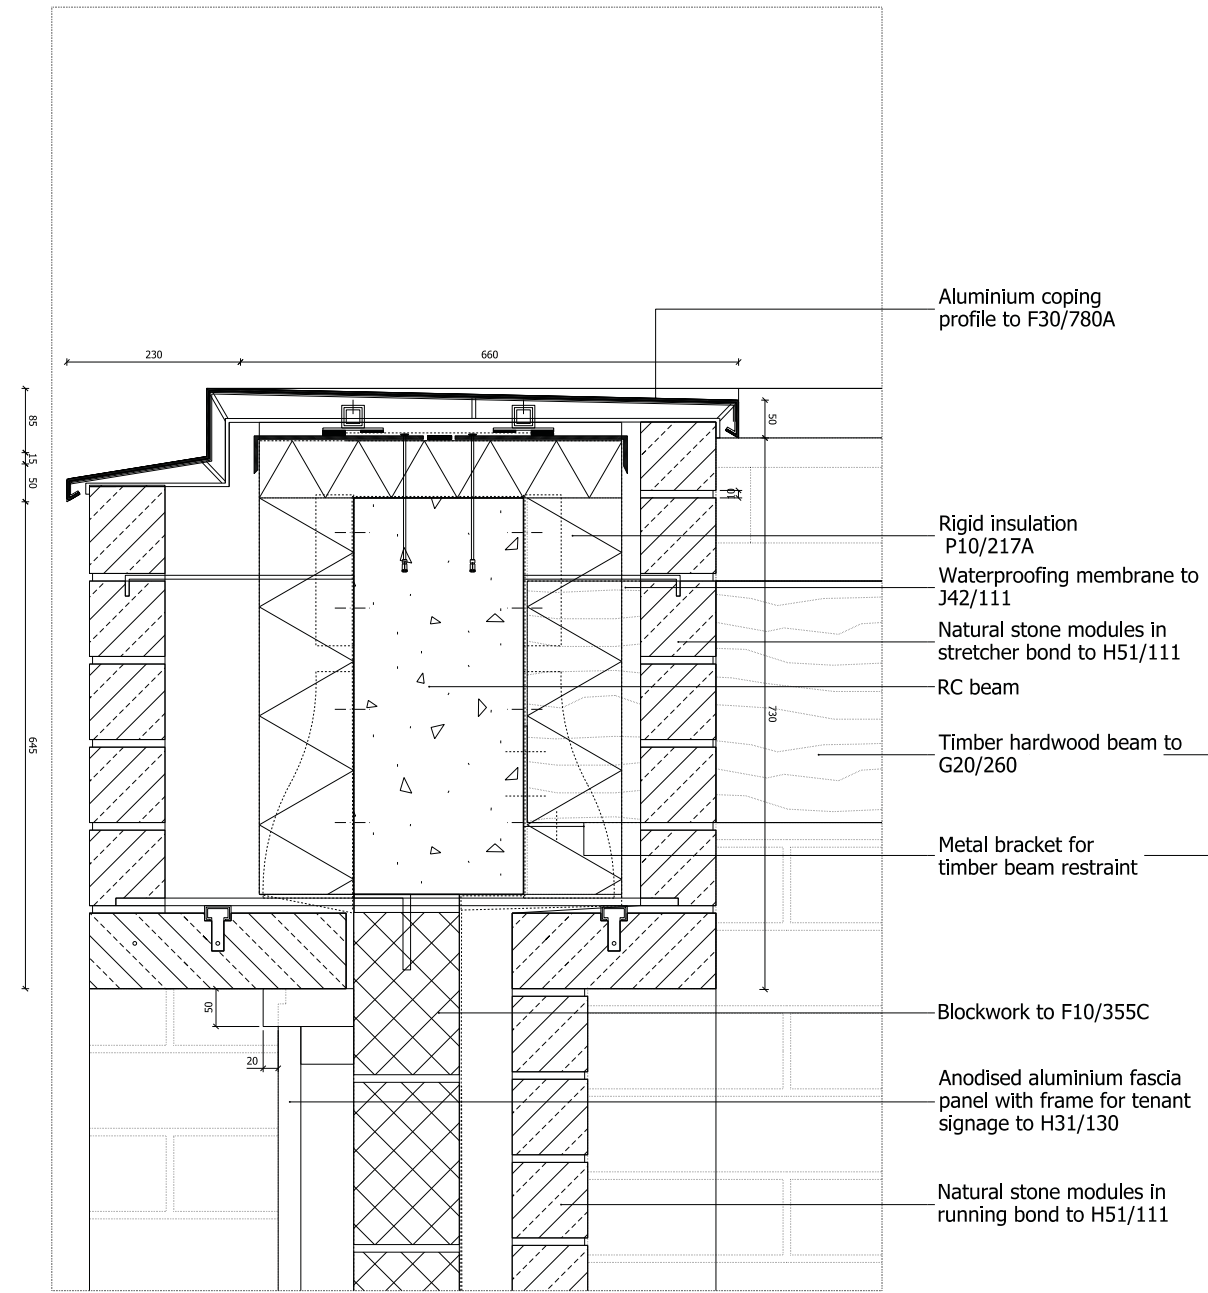 Aluminium coping
profile to F30/780A
230
660
85
15
50
645
50
10
730
Rigid insulation
P10/217A
Waterproofing membrane to
J42/111
Natural stone modules in
stretcher bond to H51/111
RC beam
Timber hardwood beam to
G20/260
Metal bracket for
timber beam restraint
50
20
Blockwork to F10/355C
Anodised aluminium fascia
panel with frame for tenant
signage to H31/130
Natural stone modules in
running bond to H51/111